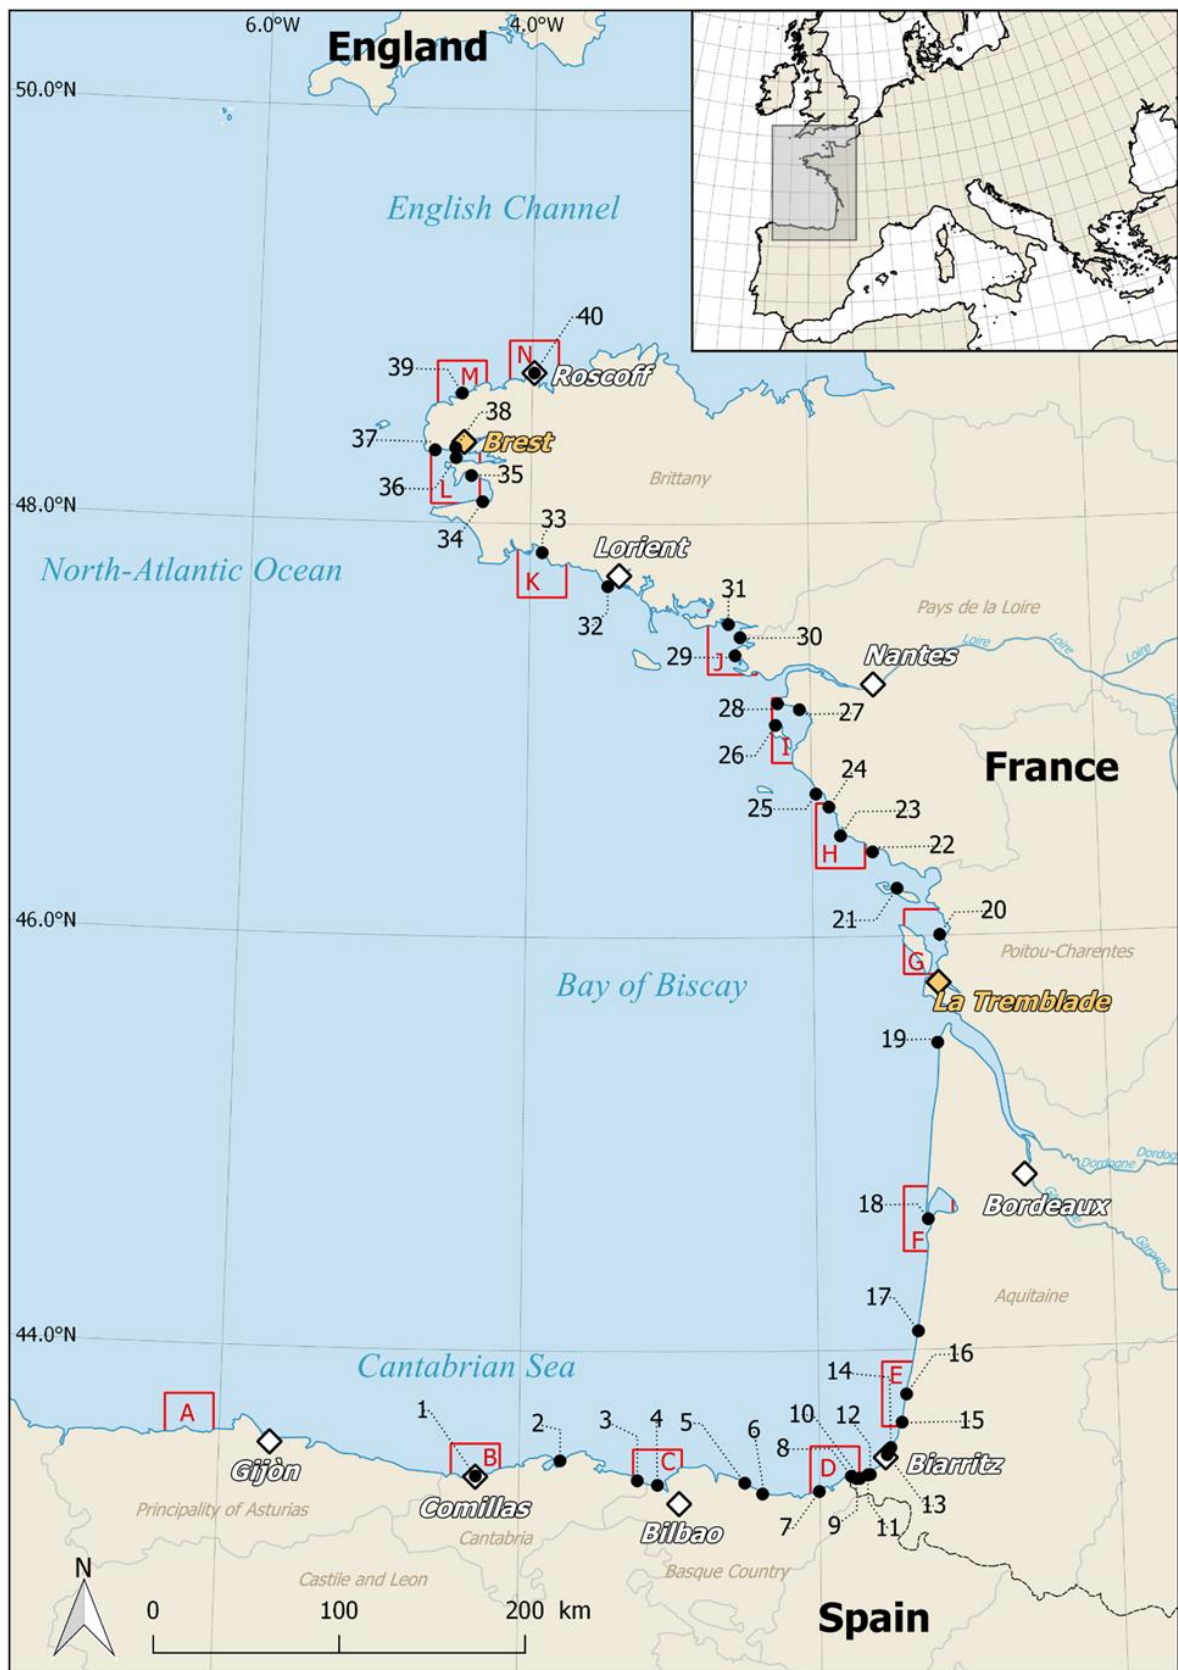 6.0°W
4.0°W
England
50.0°N
English Channel
40
N
39
M
Roscoff
38
37
Brest
Brittany
35
36
L
48.0°N
34
33
Lorient
North-Atlantic Ocean
K
31
Pays de la Loire
32
30
Loire
Loire
Loire
29
J
Nantes
28
27
26
I
24
France
25
23
H
22
46.0°N
21
20
G
Poitou-Charentes
Bay of Biscay
La Tremblade
19
Dordogne
Dordog
18
Bordeaux
F
Garonne
17
Aquitaine
44.0°N
16
Cantabrian Sea
14
E
A
1
2
3
4
5
6
10
12
15
8
B
C
D
Biarritz
Gijòn
Comillas
Bilbao
7
9
11
13
Principality of Asturias
Cantabria
N
Castile and Leon
Basque Country
0
100
200 km
Spain